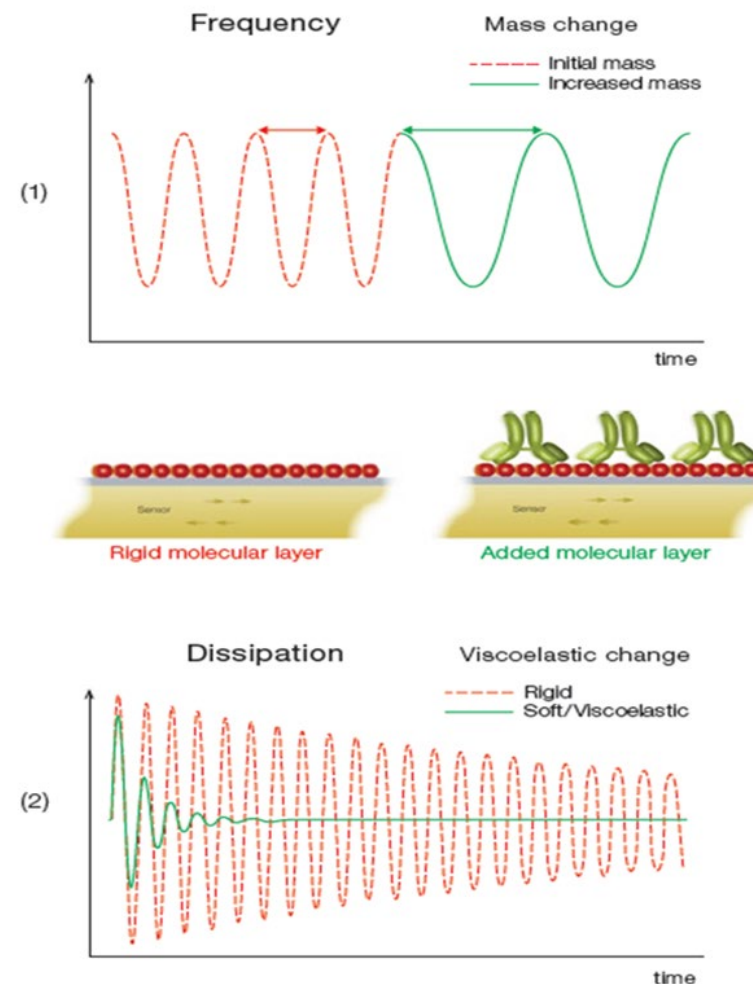 Frequency
Mass change
Initial mass
Increased mass
(1)
time
Sensor
Sensor
Rigid molecular layer
Added molecular layer
Dissipation
Viscoelastic change
Rigid
Soft/Viscoelastic
(2)
time